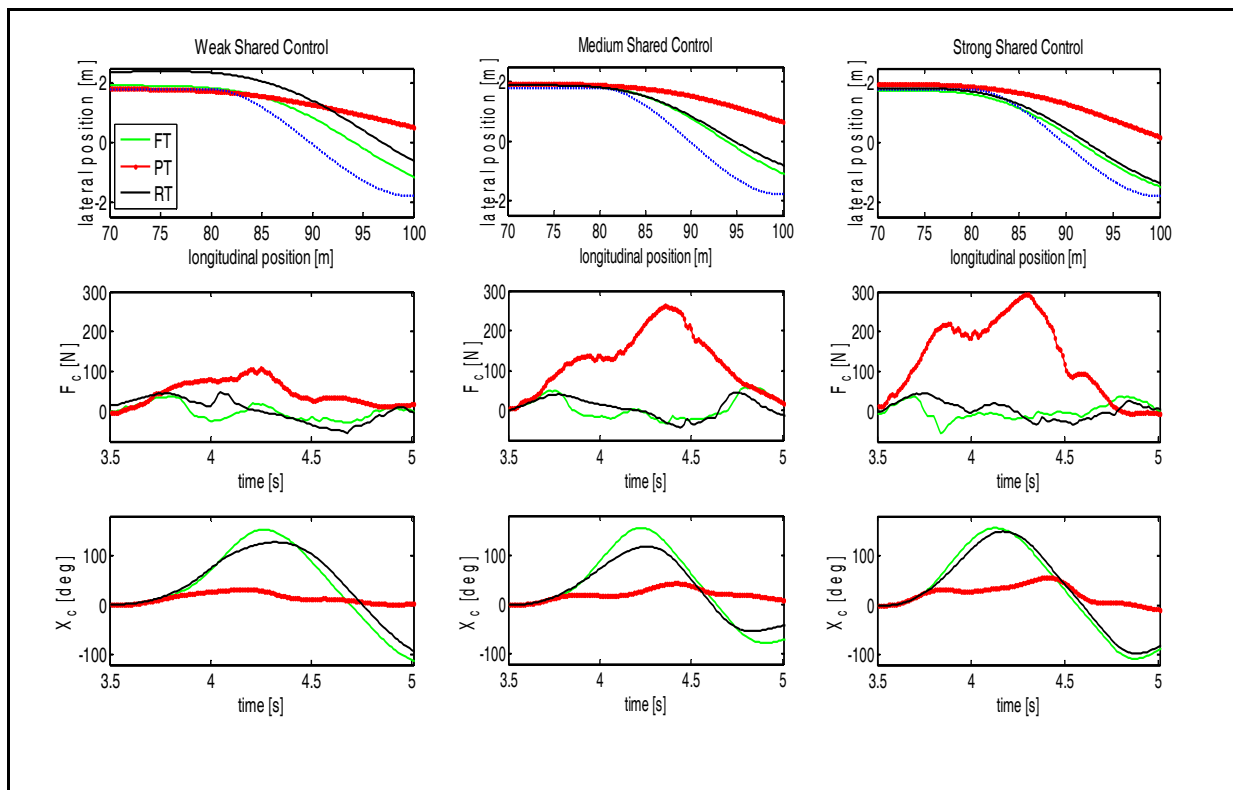 Weak Shared Control
Medium Shared Control
Strong Shared Control
lateral position [m]
2
0
-2
FT
PT
RT
70 75 80 85 90 95 100
longitudinal position [m]
lateral position [m]
2
0
-2
70 75 80 85 90 95 100
longitudinal position [m]
lateral position [m]
2
0
-2
70 75 80 85 90 95 100
longitudinal position [m]
F c [N]
300
200
100
0
3.5 4 4.5 5
time [s]
F c [N]
300
200
100
0
3.5 4 4.5 5
time [s]
F c [N]
300
200
100
0
3.5 4 4.5 5
time [s]
X c [deg]
100
0
-100
3.5 4 4.5 5
time [s]
X c [deg]
100
0
-100
3.5 4 4.5 5
time [s]
X c [deg]
100
0
-100
3.5 4 4.5 5
time [s]